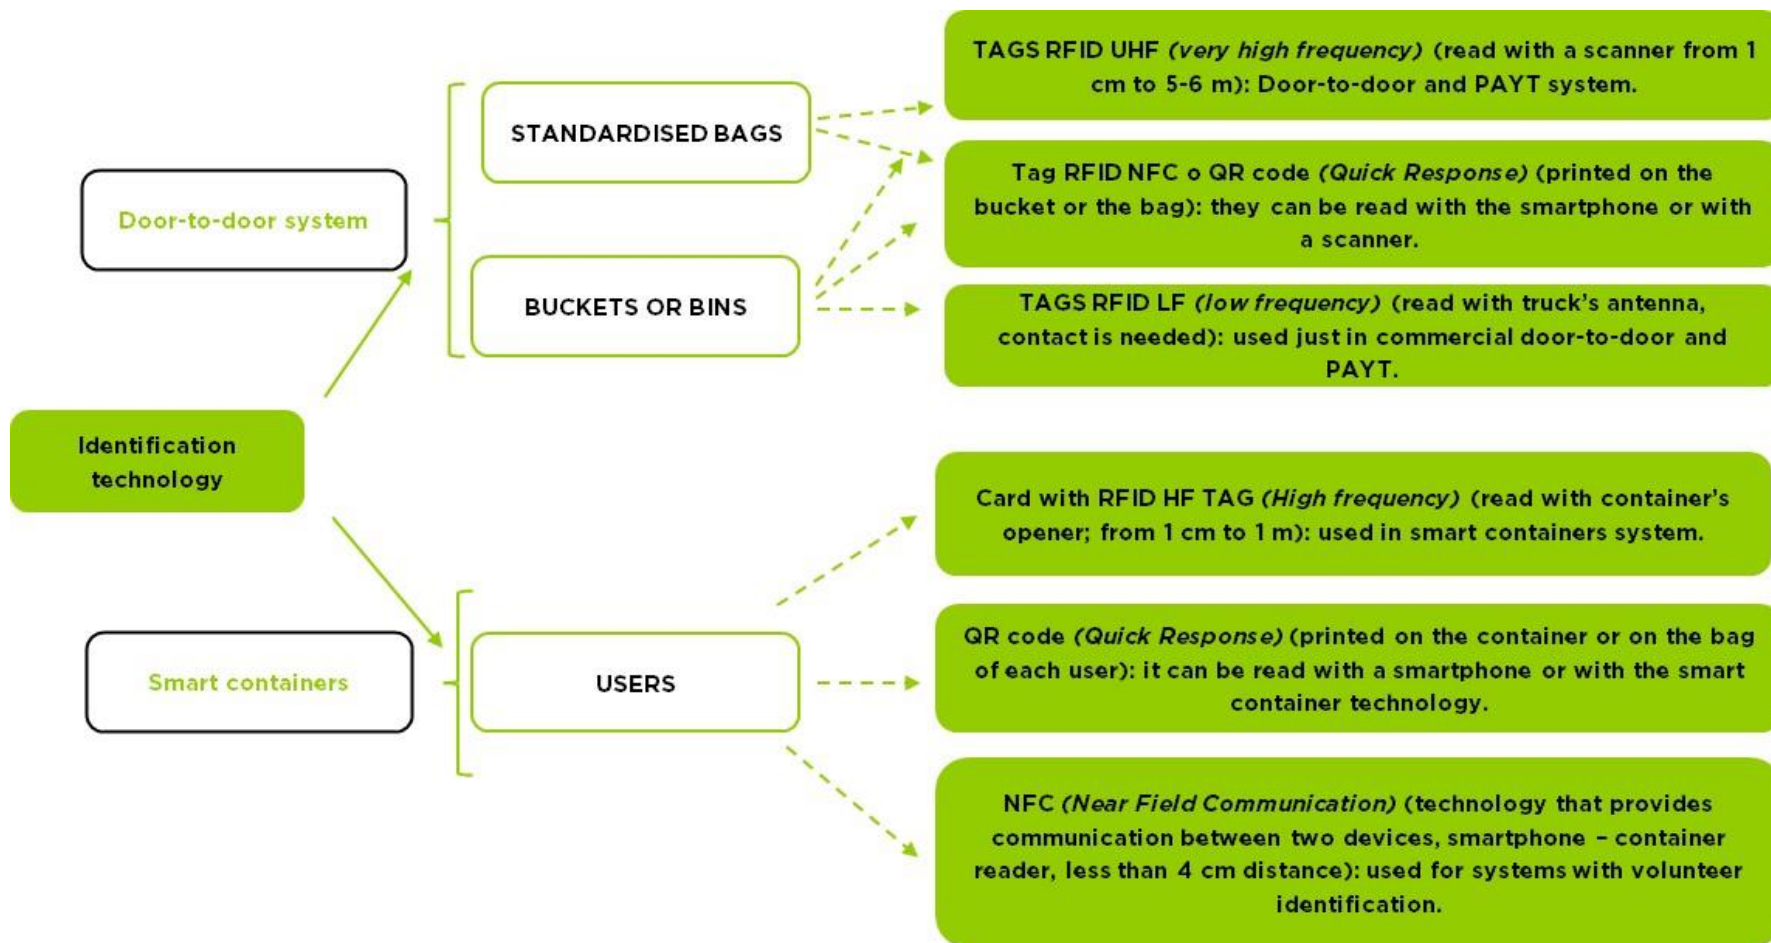 TAGS RFID UHF (very high frequency) (read with a scanner from 1
cm to 5-6 m): Door-to-door and PAYT system.
STANDARDISED BAGS
Tag RFID NFC o QR code (Quick Response) (printed on the
bucket or the bag): they can be read with the smartphone or with
a scanner.
Door-to-door system
BUCKETS OR BINS
TAGS RFID LF (low frequency) (read with truck's antenna,
contact is needed): used just in commercial door-to-door and
PAYT.
Identification
technology
Card with RFID HF TAG (High frequency) (read with container's
opener; from 1 cm to 1 m): used in smart containers system.
Smart containers
USERS
QR code (Quick Response) (printed on the container or on the bag
of each user): it can be read with a smartphone or with the smart
container technology.
NFC (Near Field Communication) (technology that provides
communication between two devices, smartphone – container
reader, less than 4 cm distance): used for systems with volunteer
identification.